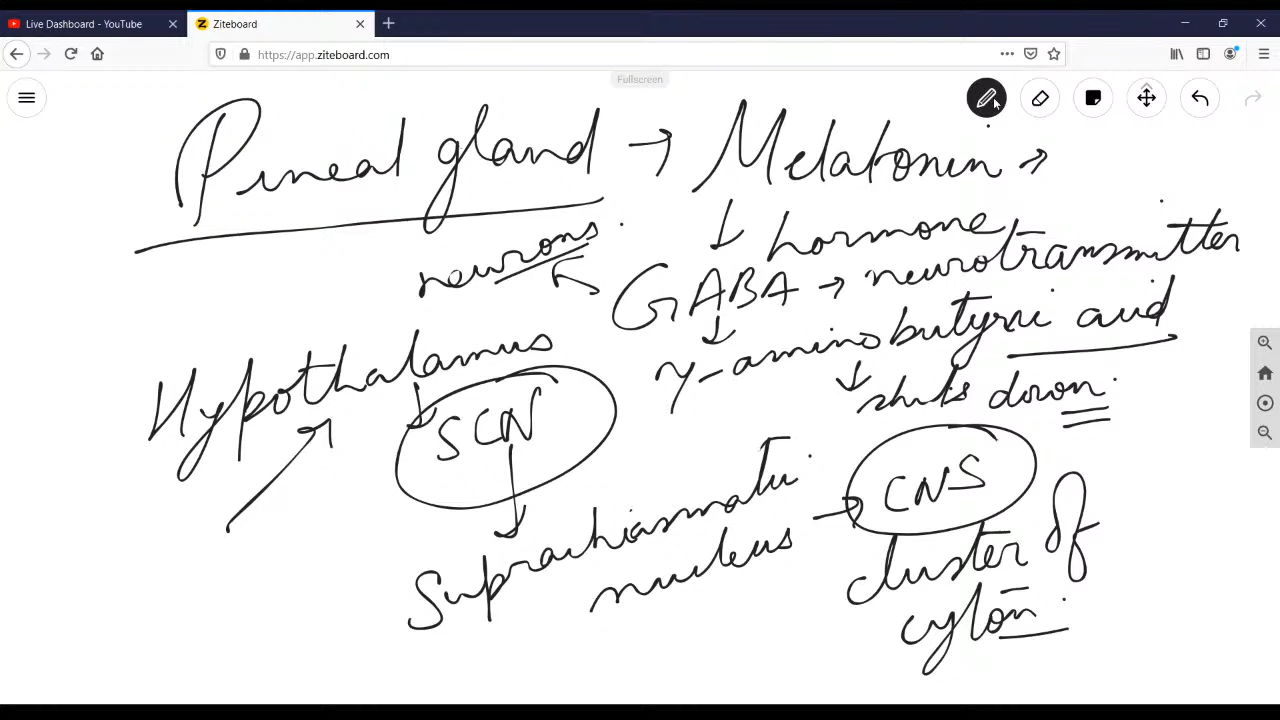 Live Dashboard - YouTube
Ziteboard
https://app.ziteboard.com
Fullscreen
Pineal gland → Melatonin →
↓ hormone
neurons
GABA → neurotransmitter
↓
γ-aminobutyric acid
↓ shuts down
Hypothalamus
↓
SCN
↓
Suprachiasmatic
nucleus → CNS
cluster of
cyton